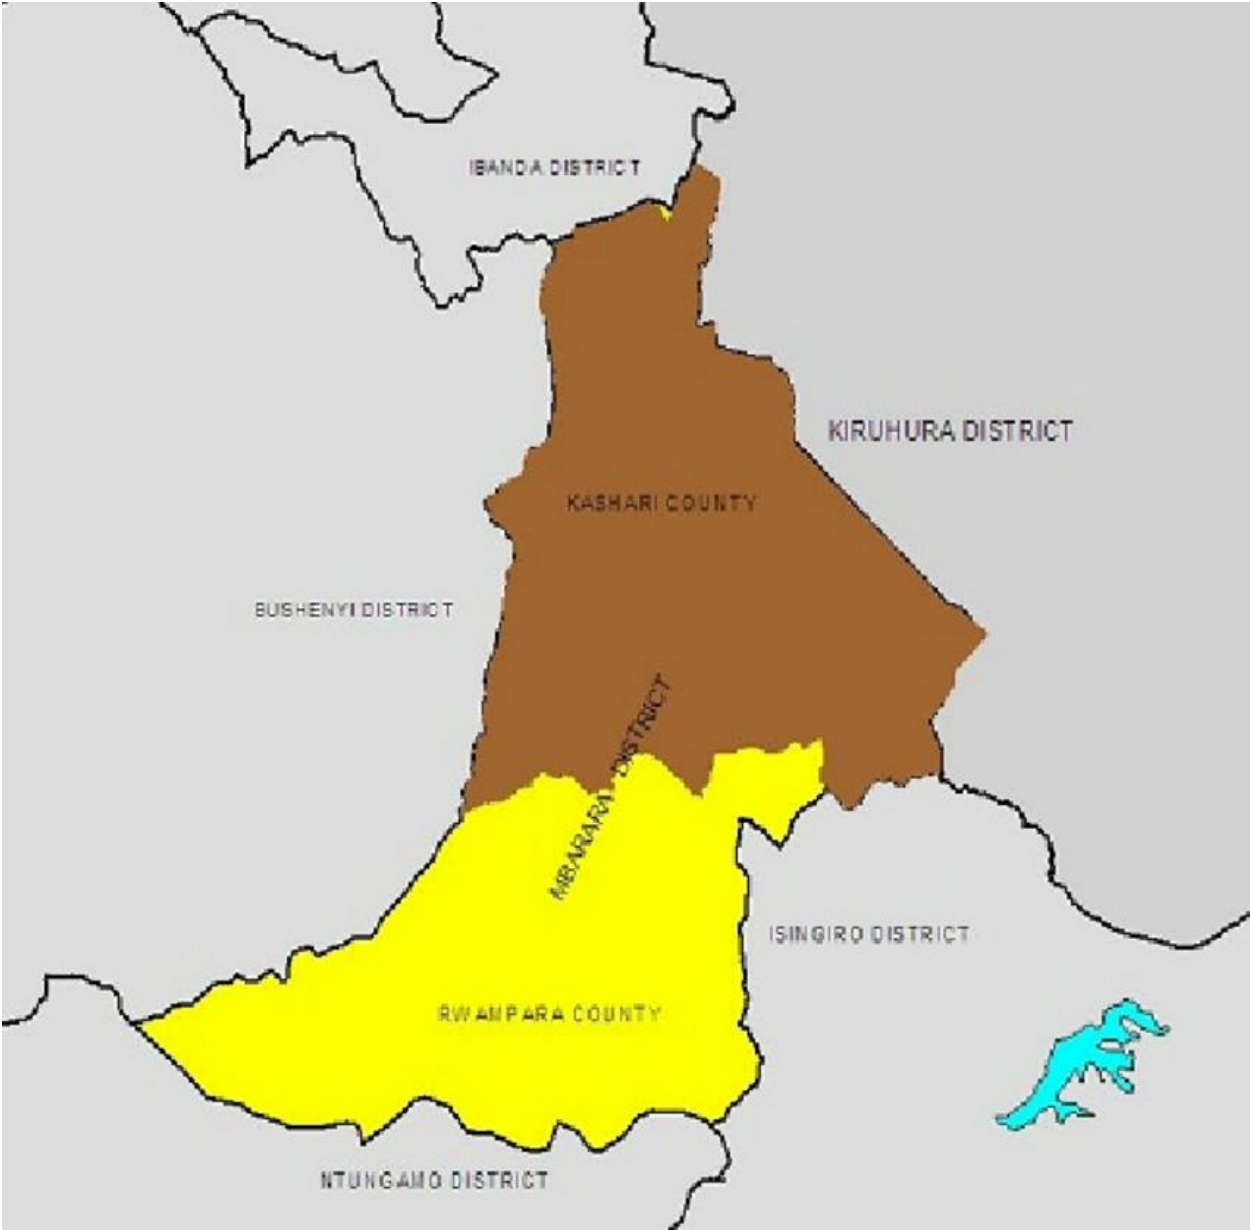 IBANDA DISTRICT
KIRUHURA DISTRICT
KASHARI COUNTY
BUSHENYI DISTRICT
MBARARA DISTRICT
ISINGIRO DISTRICT
RWAMPARA COUNTY
NTUNGAMO DISTRICT